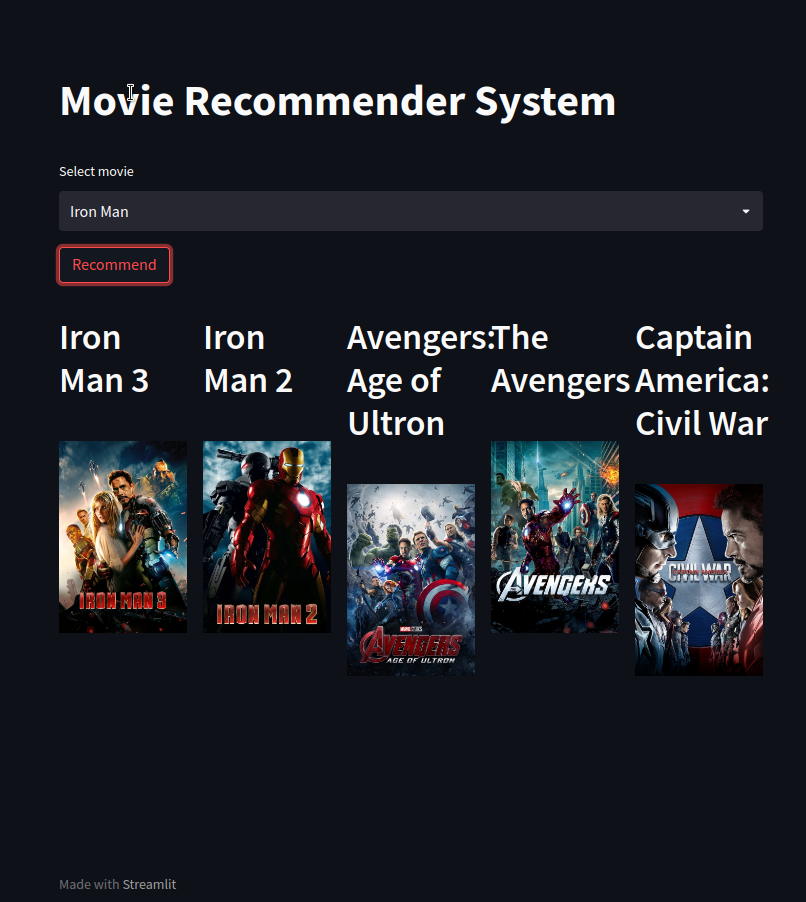 Movie Recommender System
Select movie
Iron Man
Recommend
Iron
Man 3
Iron
Man 2
Avengers:
Age of
Ultron
The
Avengers
Captain
America:
Civil War
IRON MAN 3
IRON MAN 2
MARVEL STUDIOS
AVENGERS
AGE OF ULTRON
AVENGERS
CAPTAIN AMERICA
CIVIL WAR
Made with Streamlit